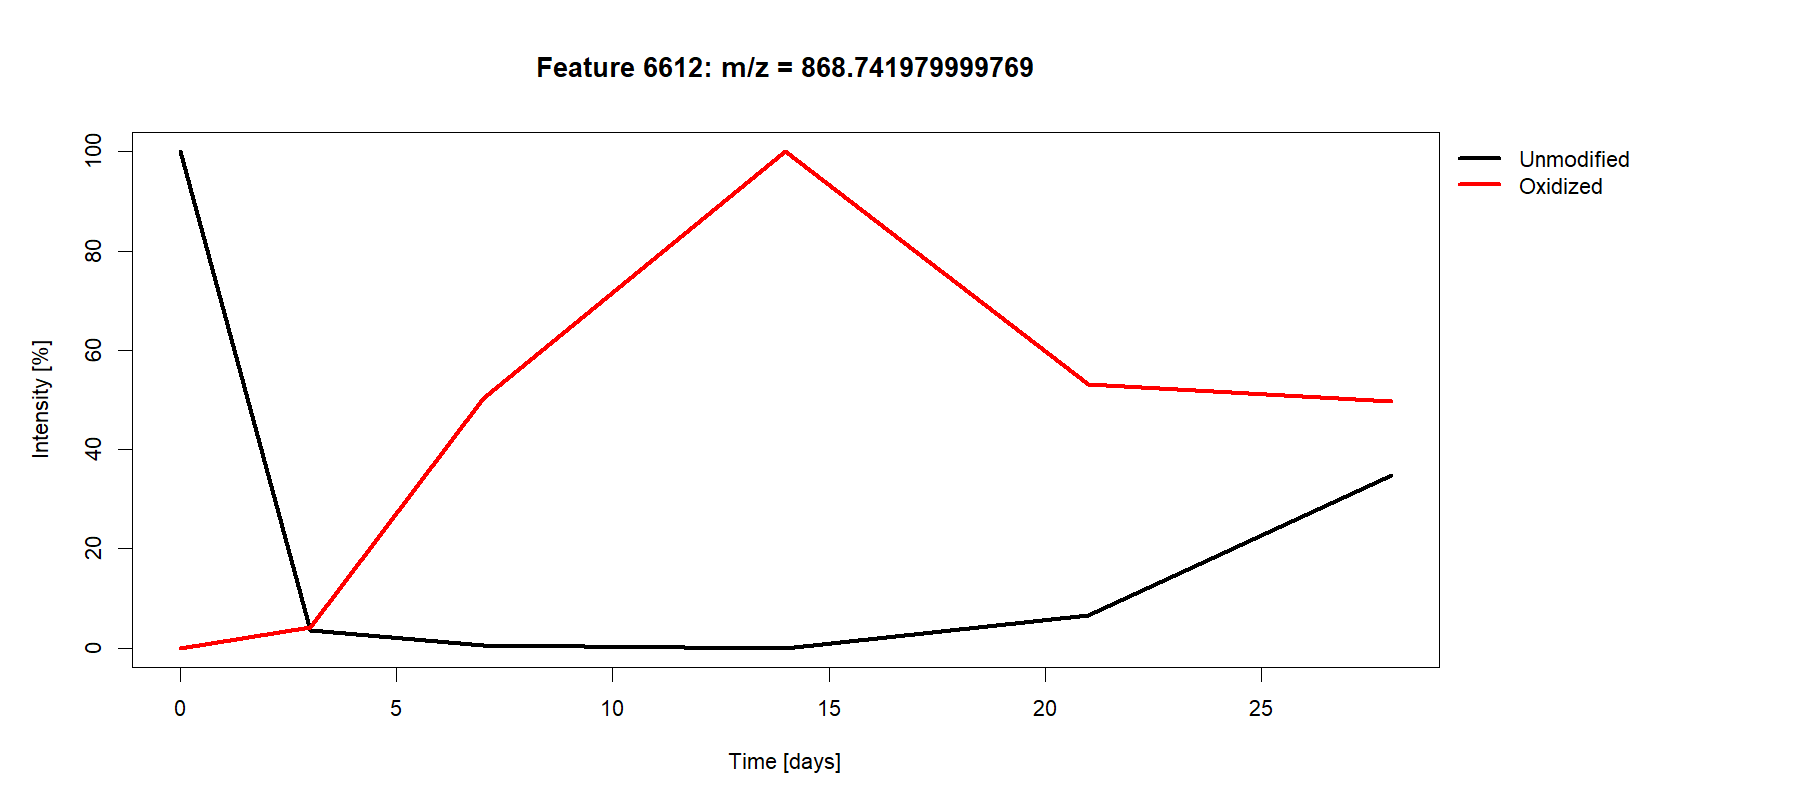 Feature 6612: m/z = 868.741979999769
Unmodified
Oxidized
Intensity [%]
100
80
60
40
20
0
0 5 10 15 20 25
Time [days]